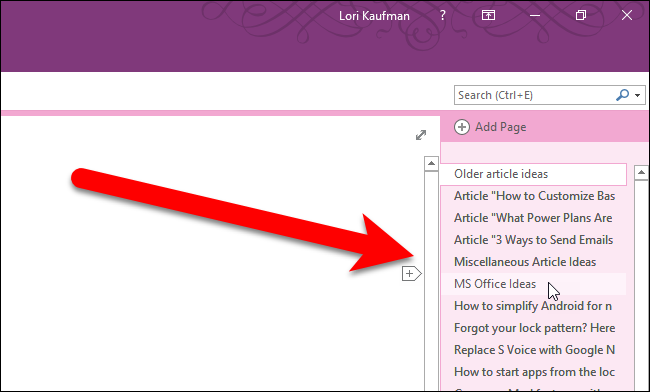 Lori Kaufman ?
Search (Ctrl+E)
Add Page
Older article ideas
Article "How to Customize Bas
Article "What Power Plans Are
Article "3 Ways to Send Emails
Miscellaneous Article Ideas
MS Office Ideas
How to simplify Android for n
Forgot your lock pattern? Here
Replace S Voice with Google N
How to start apps from the loc